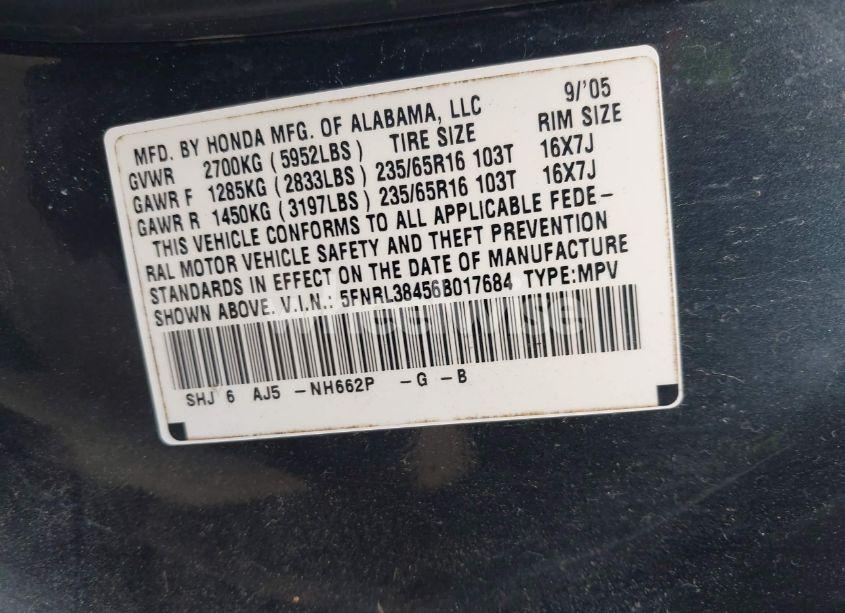 MFD. BY HONDA MFG. OF ALABAMA, LLC 9/'05
GVWR 2700KG (5952LBS) TIRE SIZE RIM SIZE
GAWR F 1285KG (2833LBS) 235/65R16 103T 16X7J
GAWR R 1450KG (3197LBS) 235/65R16 103T 16X7J
THIS VEHICLE CONFORMS TO ALL APPLICABLE FEDE-
RAL MOTOR VEHICLE SAFETY AND THEFT PREVENTION
STANDARDS IN EFFECT ON THE DATE OF MANUFACTURE
SHOWN ABOVE. V.I.N.: 5FNRL38456B017684 TYPE:MPV
SHJ 6 AJ5 -NH662P -G -B